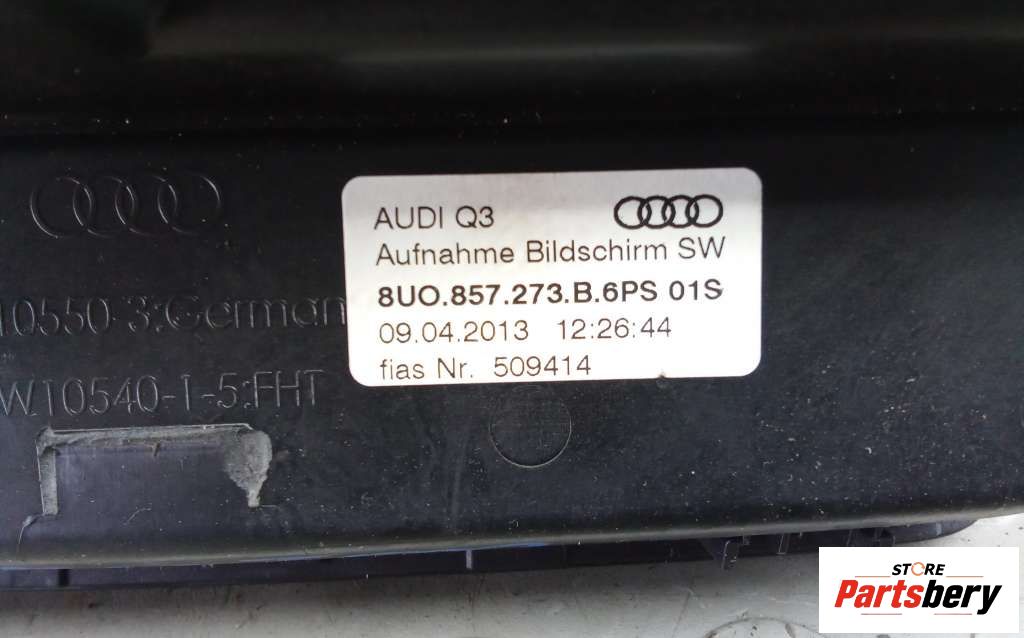 AUDI Q3
Aufnahme Bildschirm SW
8UO.857.273.B.6PS 01S
09.04.2013 12:26:44
fias Nr. 509414
10550-3:German
W10540-1-5:FHT
STORE
Partsbery